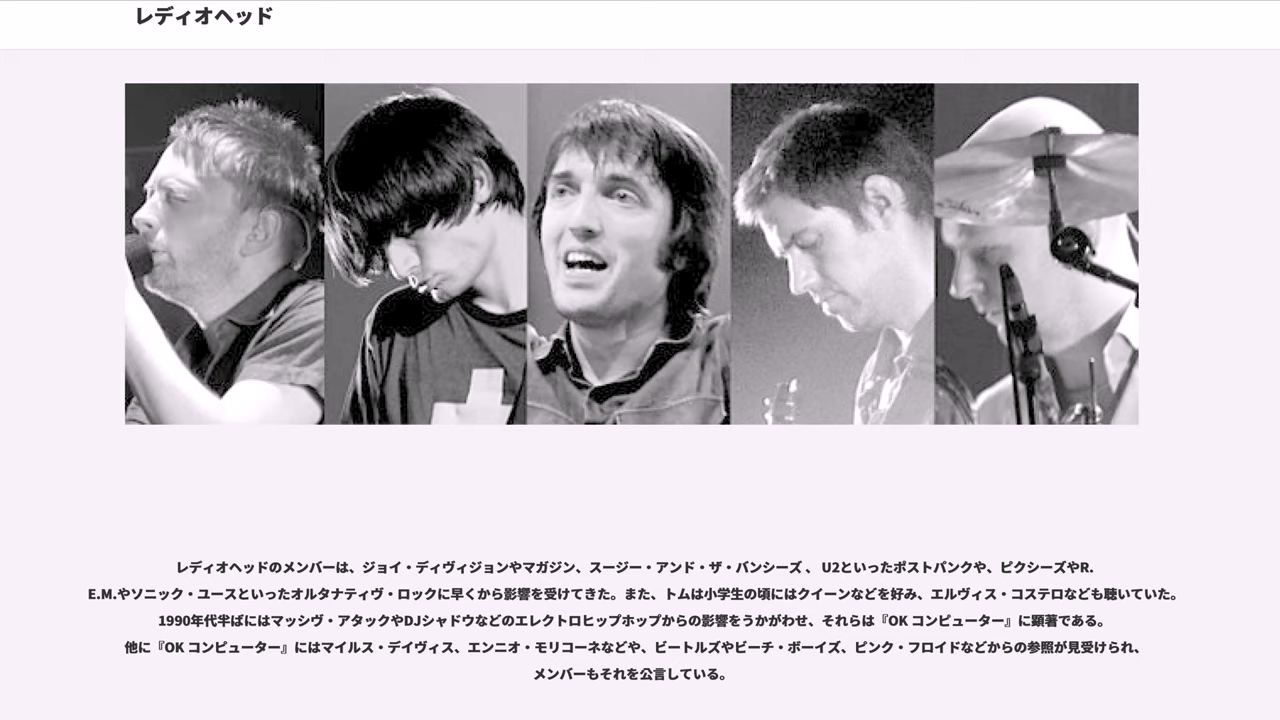 レディオヘッド
レディオヘッドのメンバーは、ジョイ・ディヴィジョンやマガジン、スージー・アンド・ザ・バンシーズ 、 U2といったポストパンクや、ピクシーズやR.
E.M.やソニック・ユースといったオルタナティヴ・ロックに早くから影響を受けてきた。また、トムは小学生の頃にはクイーンなどを好み、エルヴィス・コステロなども聴いていた。
1990年代半ばにはマッシヴ・アタックやDJシャドウなどのエレクトロヒップホップからの影響をうかがわせ、それらは『OK コンピューター』に顕著である。
他に『OK コンピューター』にはマイルス・デイヴィス、エンニオ・モリコーネなどや、ビートルズやビーチ・ボーイズ、ピンク・フロイドなどからの参照が見受けられ、
メンバーもそれを公言している。